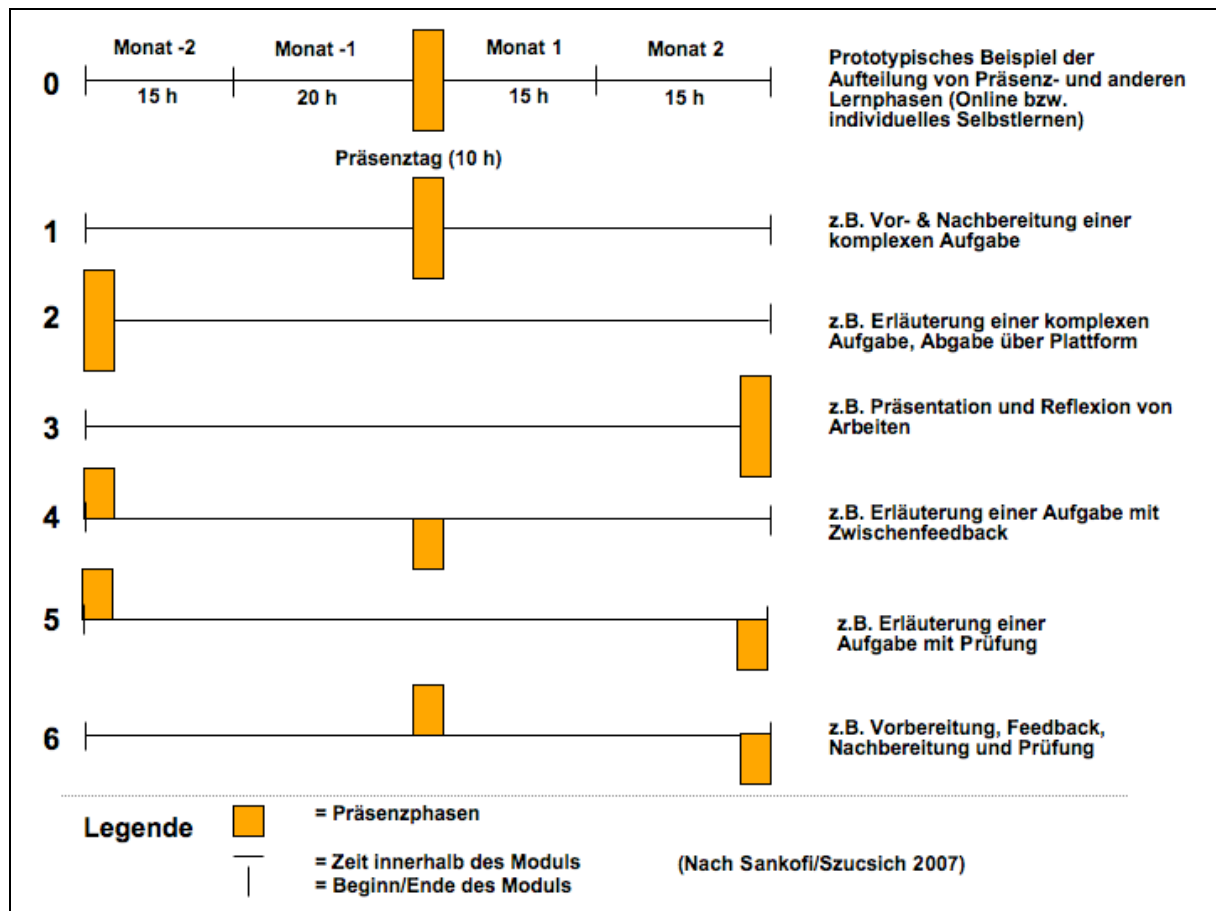 Monat -2 Monat -1 Monat 1 Monat 2
0
15 h 20 h 15 h 15 h
Prototypisches Beispiel der
Aufteilung von Präsenz- und anderen
Lernphasen (Online bzw.
individuelles Selbstlernen)
Präsenztag (10 h)
1
z.B. Vor- & Nachbereitung einer
komplexen Aufgabe
2
z.B. Erläuterung einer komplexen
Aufgabe, Abgabe über Plattform
3
z.B. Präsentation und Reflexion von
Arbeiten
4
z.B. Erläuterung einer Aufgabe mit
Zwischenfeedback
5
z.B. Erläuterung einer
Aufgabe mit Prüfung
6
z.B. Vorbereitung, Feedback,
Nachbereitung und Prüfung
Legende
= Präsenzphasen
= Zeit innerhalb des Moduls (Nach Sankofi/Szucsich 2007)
= Beginn/Ende des Moduls